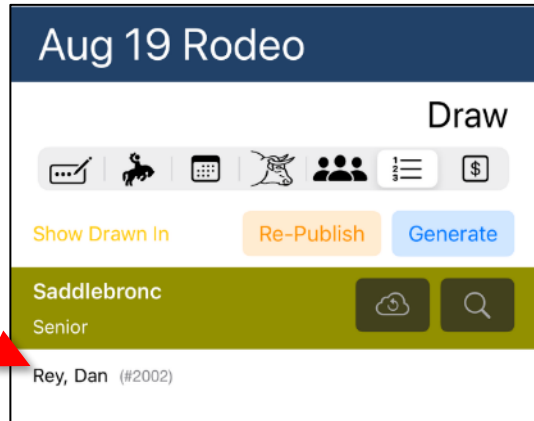 Aug 19 Rodeo
Draw
Show Drawn In Re-Publish Generate
Saddlebronc
Senior
Rey, Dan (#2002)